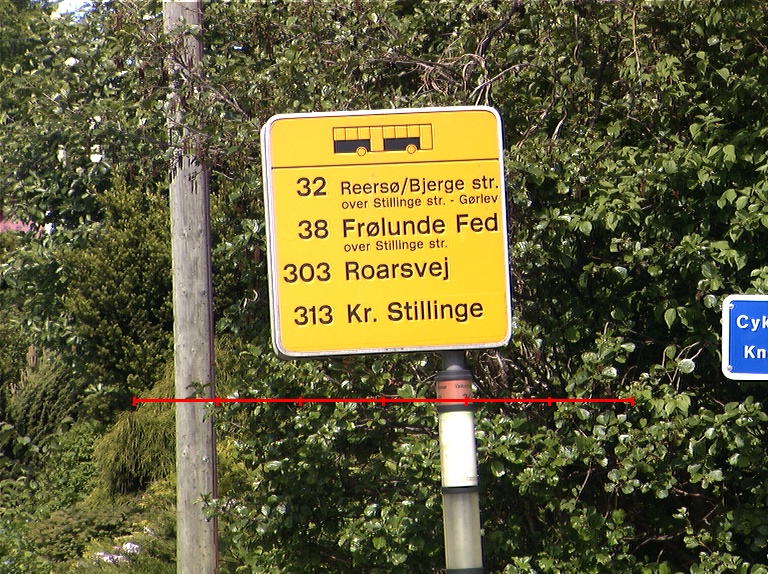 32 Reersø/Bjerge str.
over Stillinge str. - Gørlev
38 Frølunde Fed
over Stillinge str.
303 Roarsvej
313 Kr. Stillinge